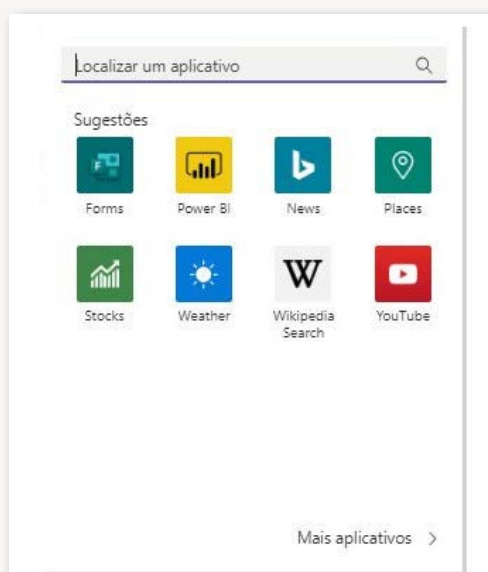 Localizar um aplicativo
Sugestões
F
Forms
Power BI
News
Places
W
Stocks
Weather
Wikipedia
Search
YouTube
Mais aplicativos